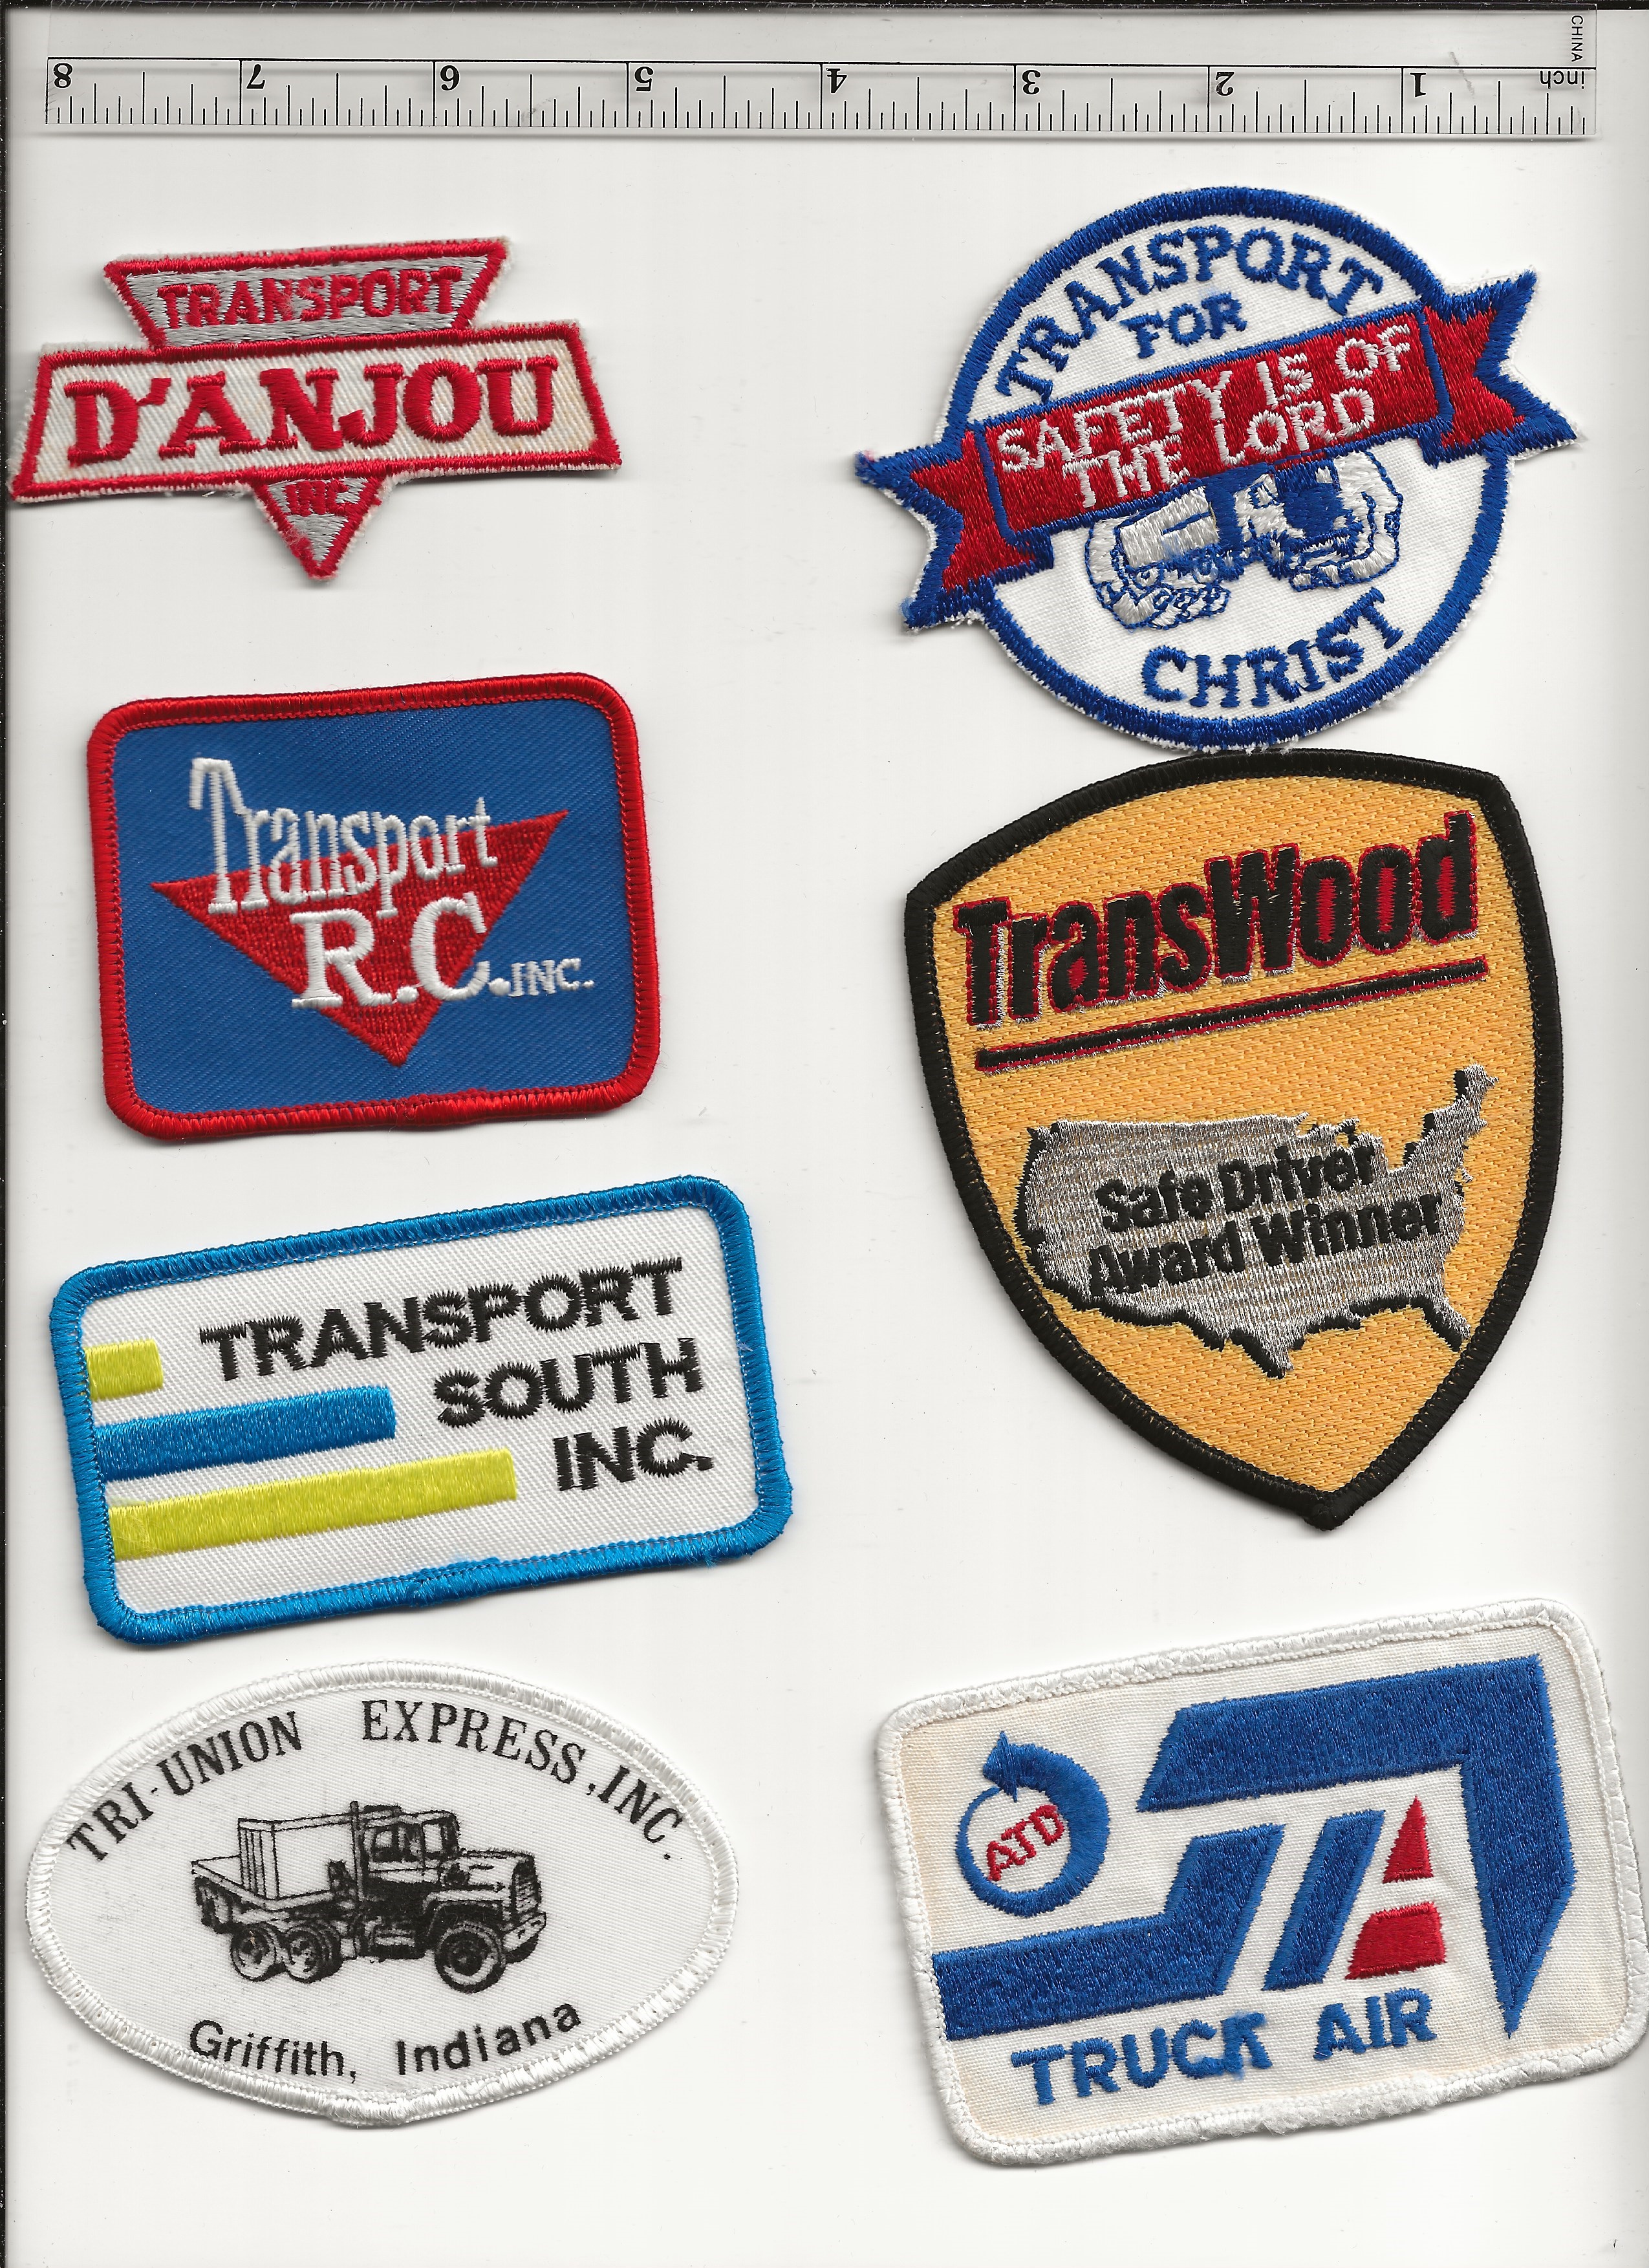 CHINA
inch
8 7 6 5 4 3 2 1
TRANSPORT
D'ANJOU
INC.
TRANSPORT
FOR
SAFETY IS OF
THE LORD
CHRIST
Transport
R.C. INC.
TransWood
Safe Driver
Award Winner
TRANSPORT
SOUTH
INC.
TRI-UNION EXPRESS, INC.
Griffith, Indiana
ATD
TA
TRUCK AIR